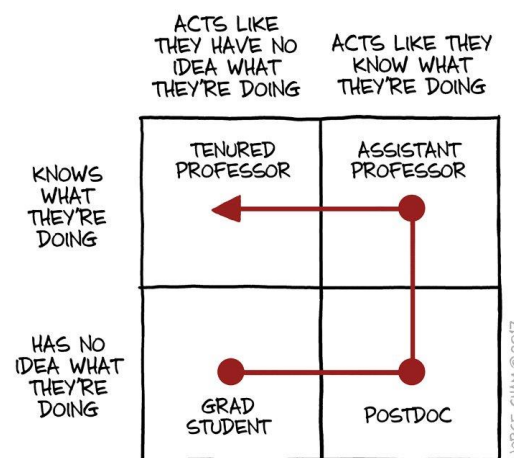 ACTS LIKE
THEY HAVE NO
IDEA WHAT
THEY'RE DOING
ACTS LIKE THEY
KNOW WHAT
THEY'RE DOING
KNOWS
WHAT
THEY'RE
DOING
TENURED
PROFESSOR
ASSISTANT
PROFESSOR
HAS NO
IDEA WHAT
THEY'RE
DOING
GRAD
STUDENT
POSTDOC